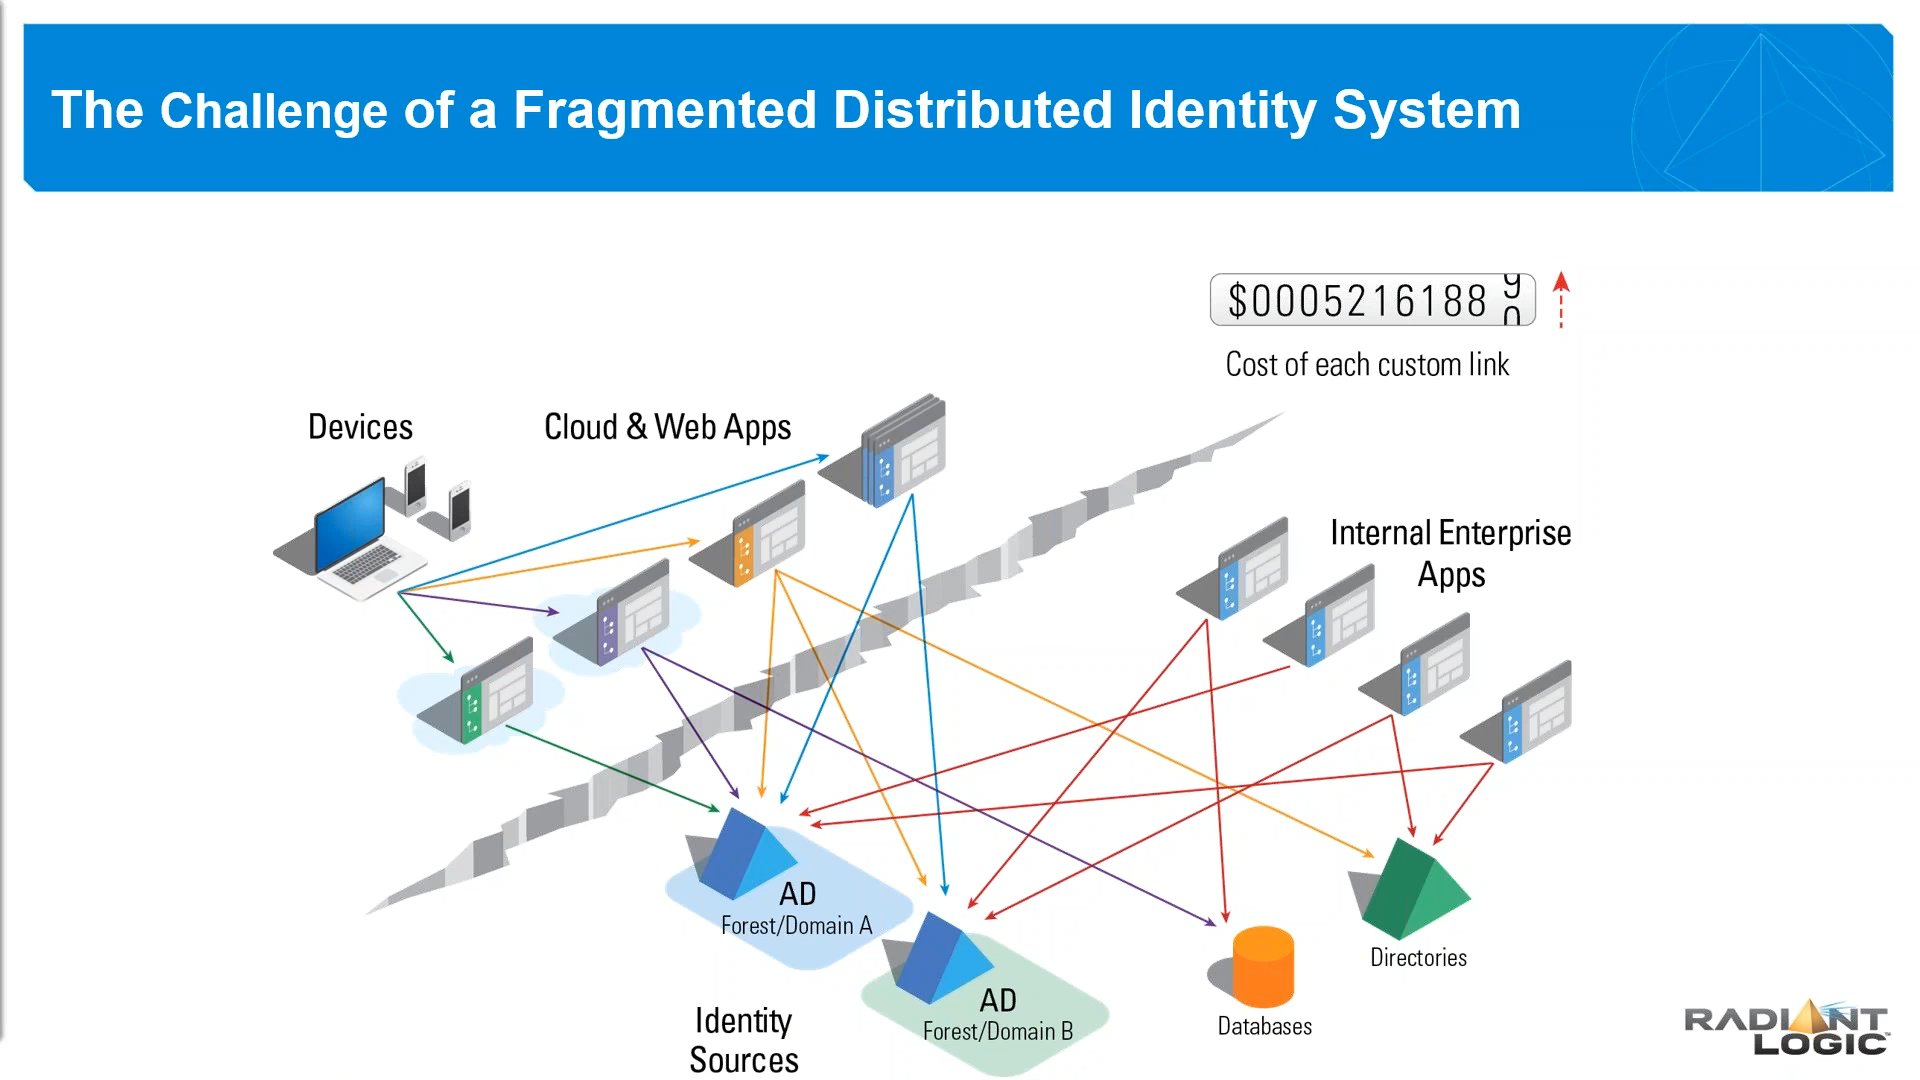 The Challenge of a Fragmented Distributed Identity System
$0005216188
Cost of each custom link
Devices
Cloud & Web Apps
Internal Enterprise
Apps
AD
Forest/Domain A
AD
Forest/Domain B
Identity
Sources
Databases
Directories
RADIANT
LOGIC™